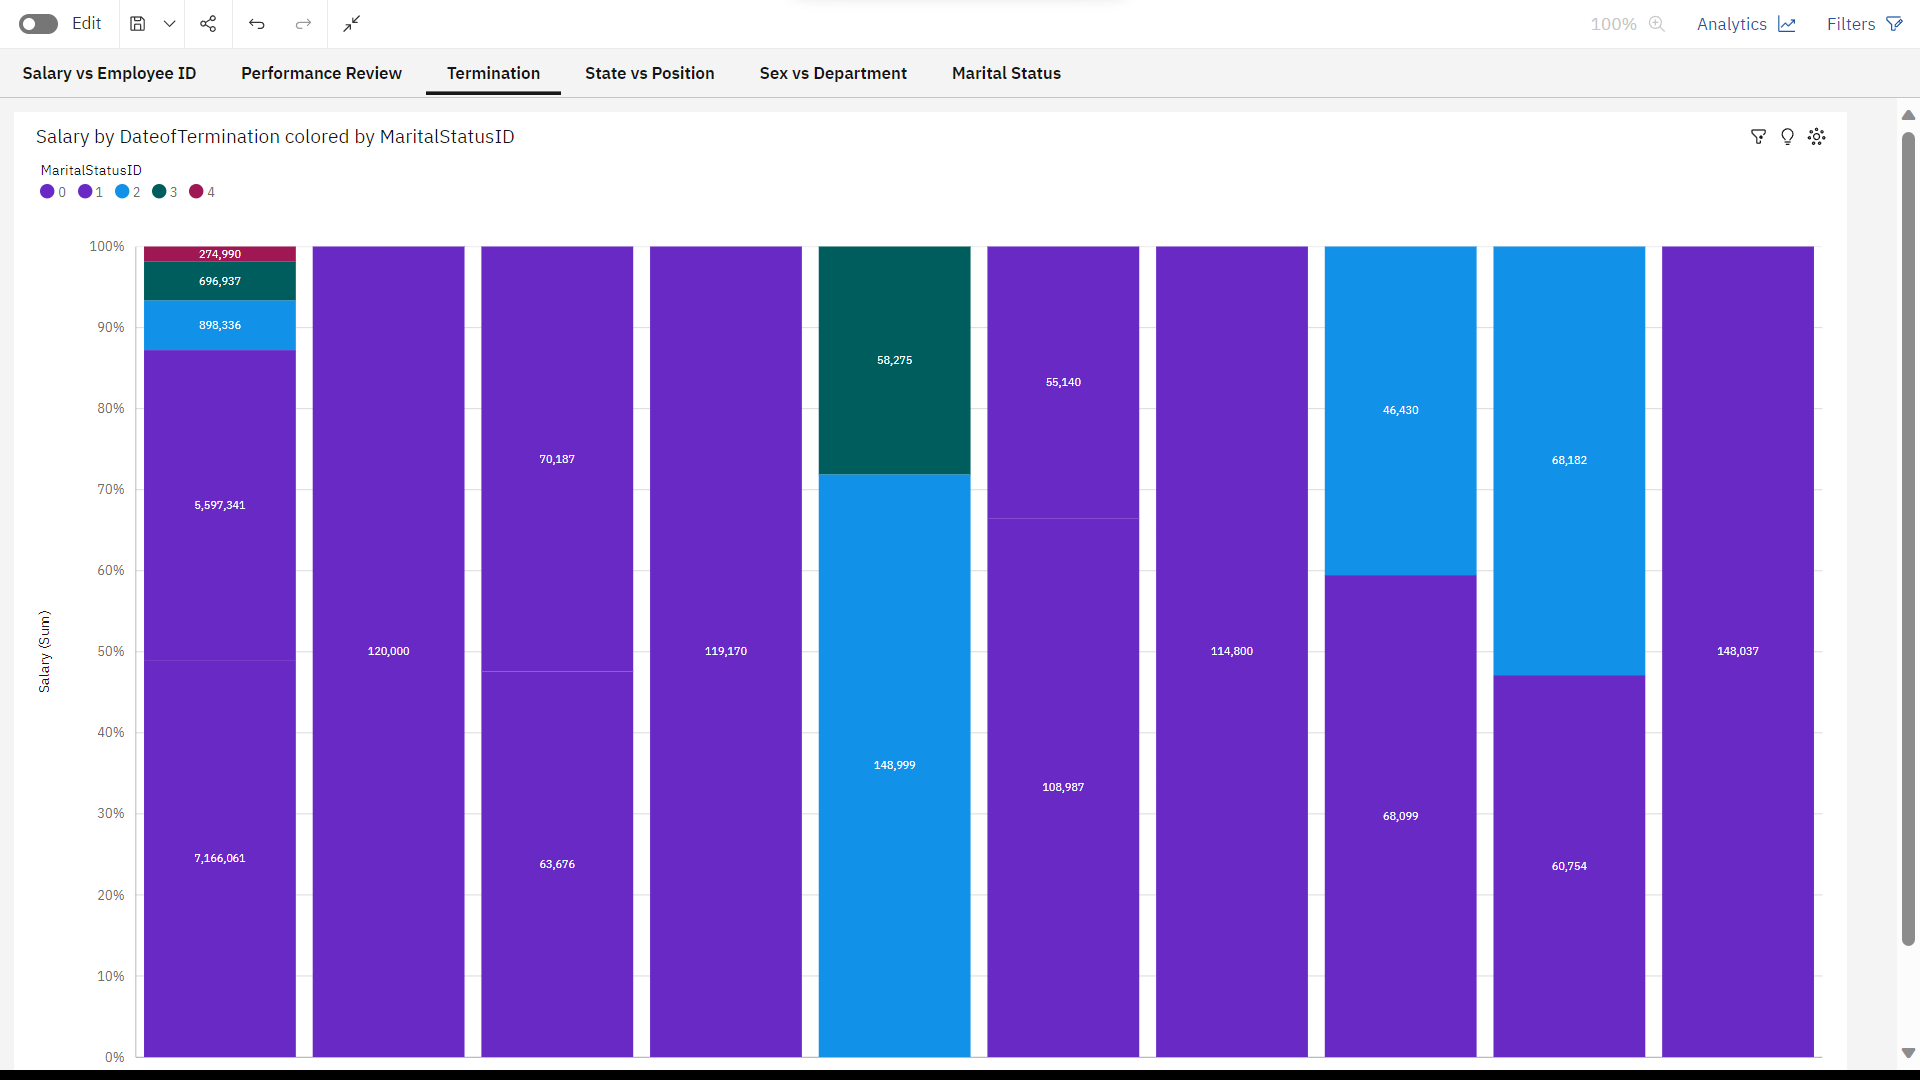 Edit
100%
Analytics
Filters
Salary vs Employee ID
Performance Review
Termination
State vs Position
Sex vs Department
Marital Status
Salary by DateofTermination colored by MaritalStatusID
MaritalStatusID
0 1 2 3 4
Salary (Sum)
100%
90%
80%
70%
60%
50%
40%
30%
20%
10%
0%
274,990
696,937
898,336
5,597,341
7,166,061
120,000
70,187
63,676
119,170
58,275
148,999
55,140
108,987
114,800
46,430
68,099
68,182
60,754
148,037